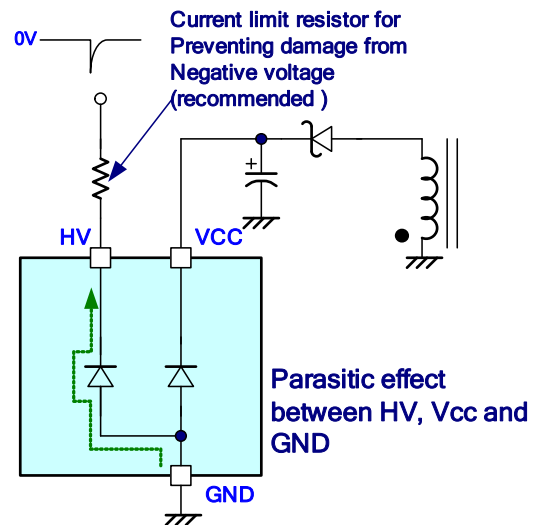 Current limit resistor for
0V
Preventing damage from
Negative voltage
(recommended )
+
HV
VCC
Parasitic effect
between HV, Vcc and
GND
GND